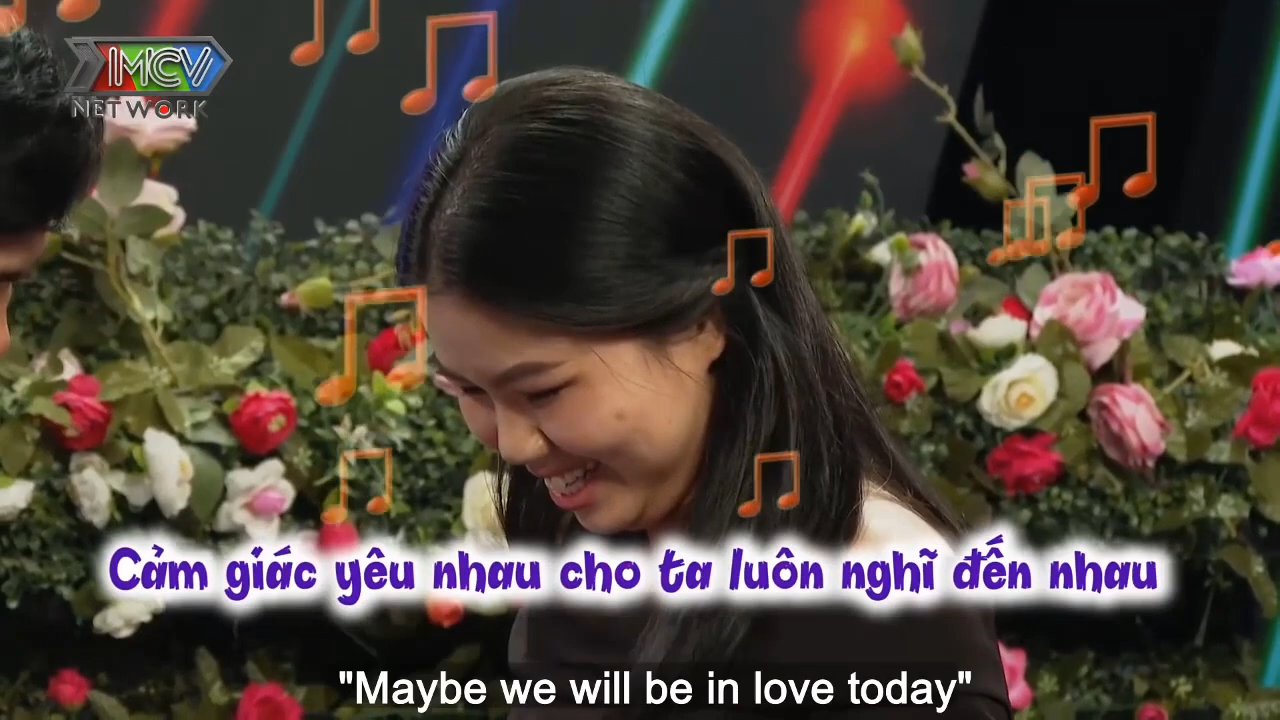 MCV
NETWORK
Cảm giác yêu nhau cho ta luôn nghĩ đến nhau
"Maybe we will be in love today"